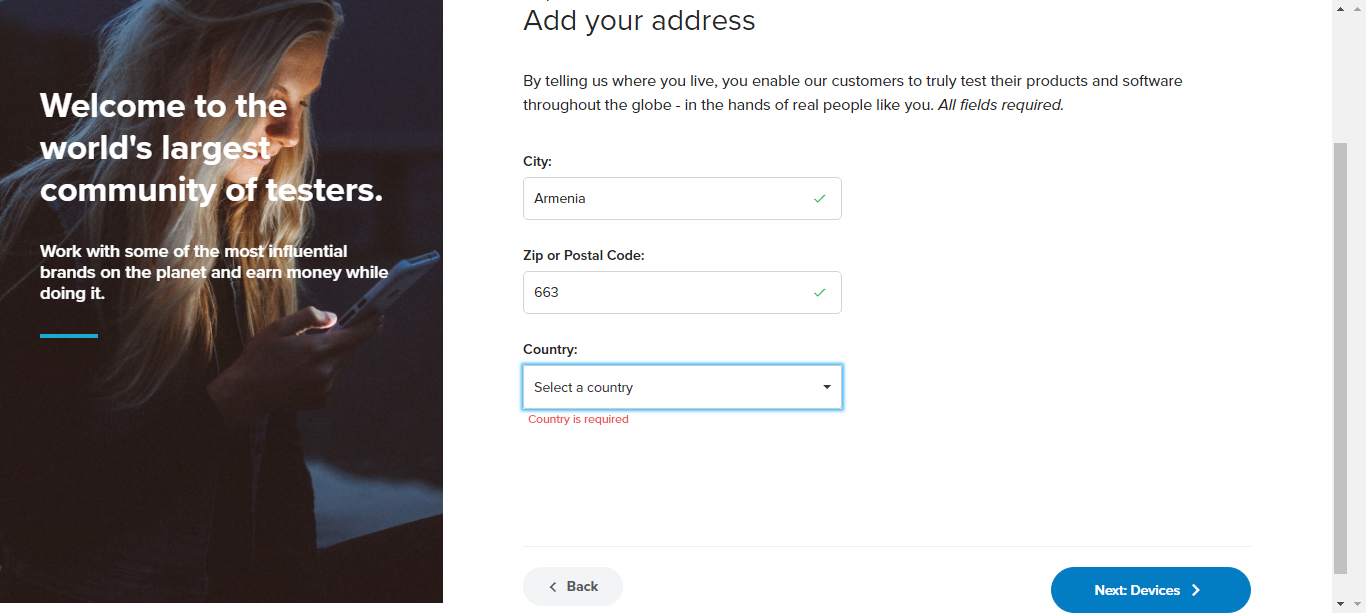 Welcome to the
world's largest
community of testers.
Work with some of the most influential
brands on the planet and earn money while
doing it.
Add your address
By telling us where you live, you enable our customers to truly test their products and software
throughout the globe - in the hands of real people like you. All fields required.
City:
Armenia
Zip or Postal Code:
663
Country:
Select a country
Country is required
Back
Next: Devices